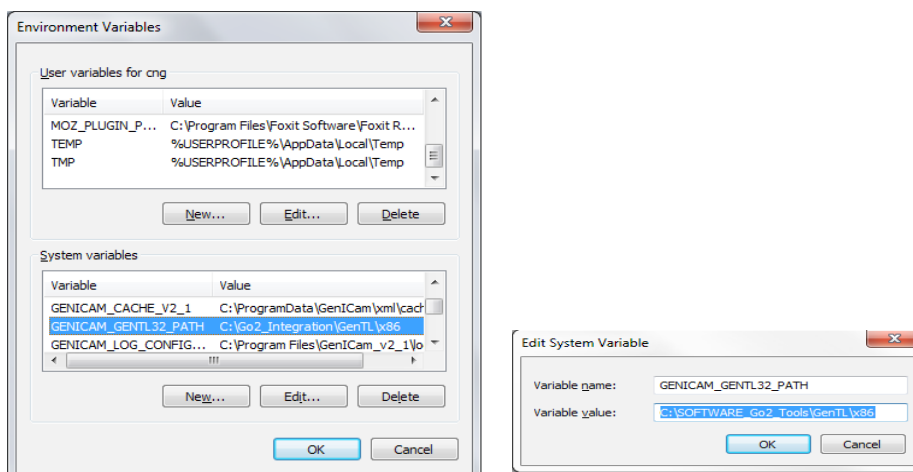 Environment Variables
User variables for cng
Variable Value
MOZ_PLUGIN_P... C:\Program Files\Foxit Software\Foxit R...
TEMP %USERPROFILE%\AppData\Local\Temp
TMP %USERPROFILE%\AppData\Local\Temp
New... Edit... Delete
System variables
Variable Value
GENICAM_CACHE_V2_1 C:\ProgramData\GenICam\xml\cach
GENICAM_GENTL32_PATH C:\Go2_Integration\GenTL\x86
GENICAM_LOG_CONFIG... C:\Program Files\GenICam_v2_1\lo
New... Edit... Delete
OK Cancel
Edit System Variable
Variable name: GENICAM_GENTL32_PATH
Variable value: C:\SOFTWARE_Go2_Tools\GenTL\x86
OK Cancel